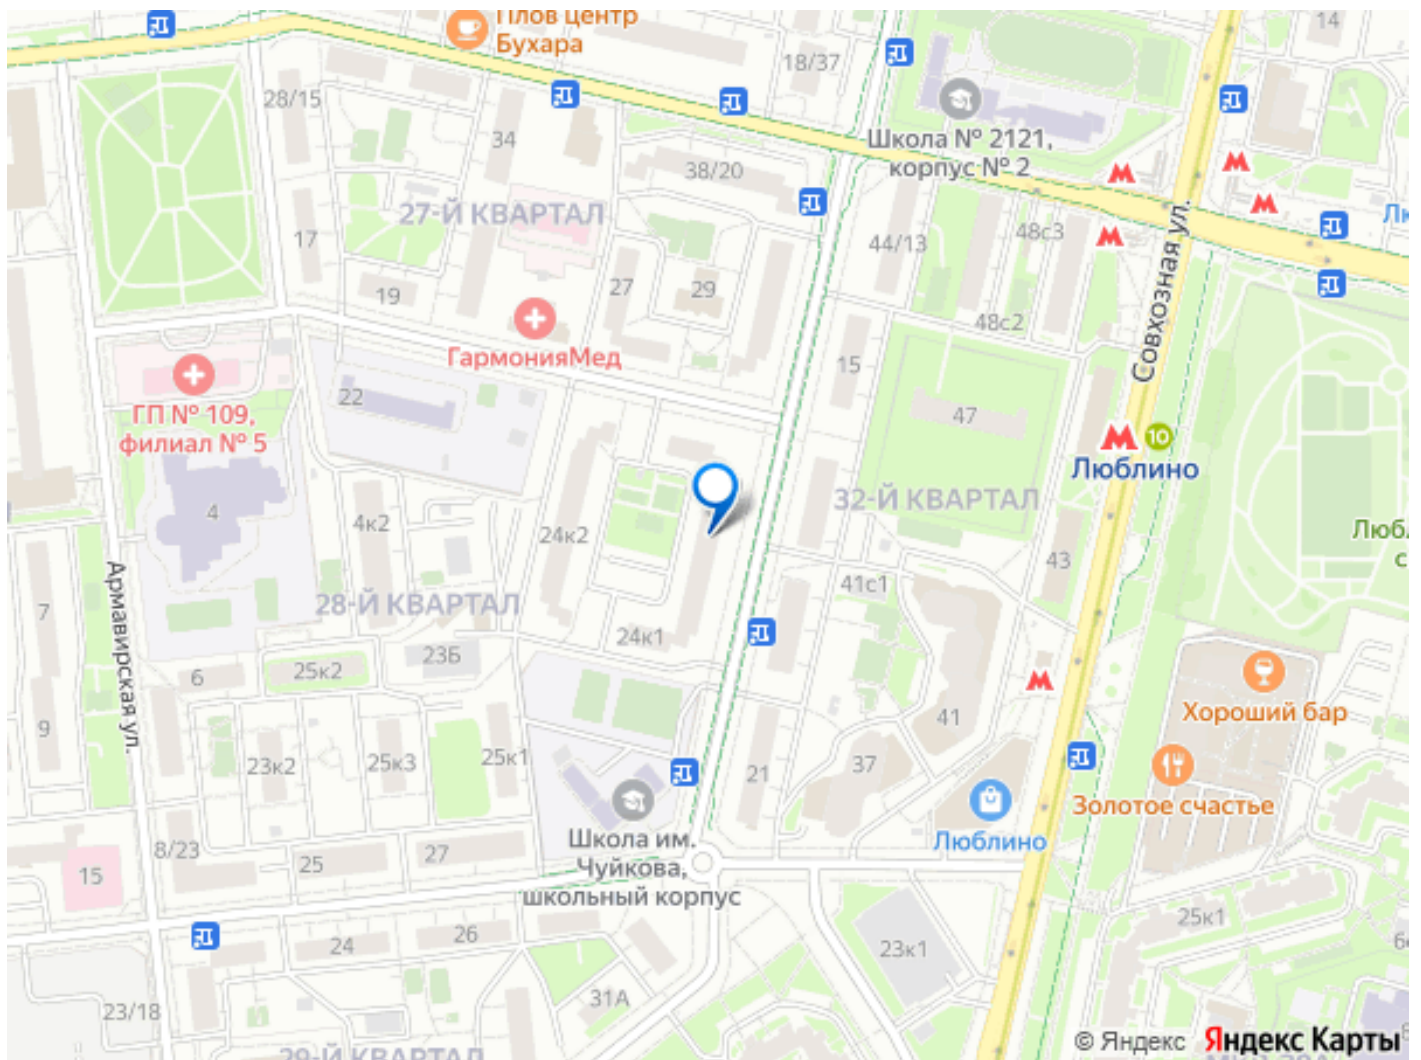 Плов центр
Бухара
14
18/37
28/15
34
Школа № 2121,
корпус № 2
38/20
27-Й КВАРТАЛ
17
44/13
48с3
Совхозная ул.
19
27
29
48с2
ГармонияМед
15
22
47
ГП № 109,
филиал № 5
Люблино
10
32-Й КВАРТАЛ
4
4к2
24к2
43
41с1
Армавирская ул.
7
28-Й КВАРТАЛ
24к1
23Б
6
25к2
Хороший бар
9
41
23к2
25к3
25к1
21
37
Золотое счастье
Люблино
Школа им.
Чуйкова,
школьный корпус
8/23
25
27
15
25к1
24
26
23к1
31А
23/18
29-Й КВАРТАЛ
© Яндекс Яндекс Карты